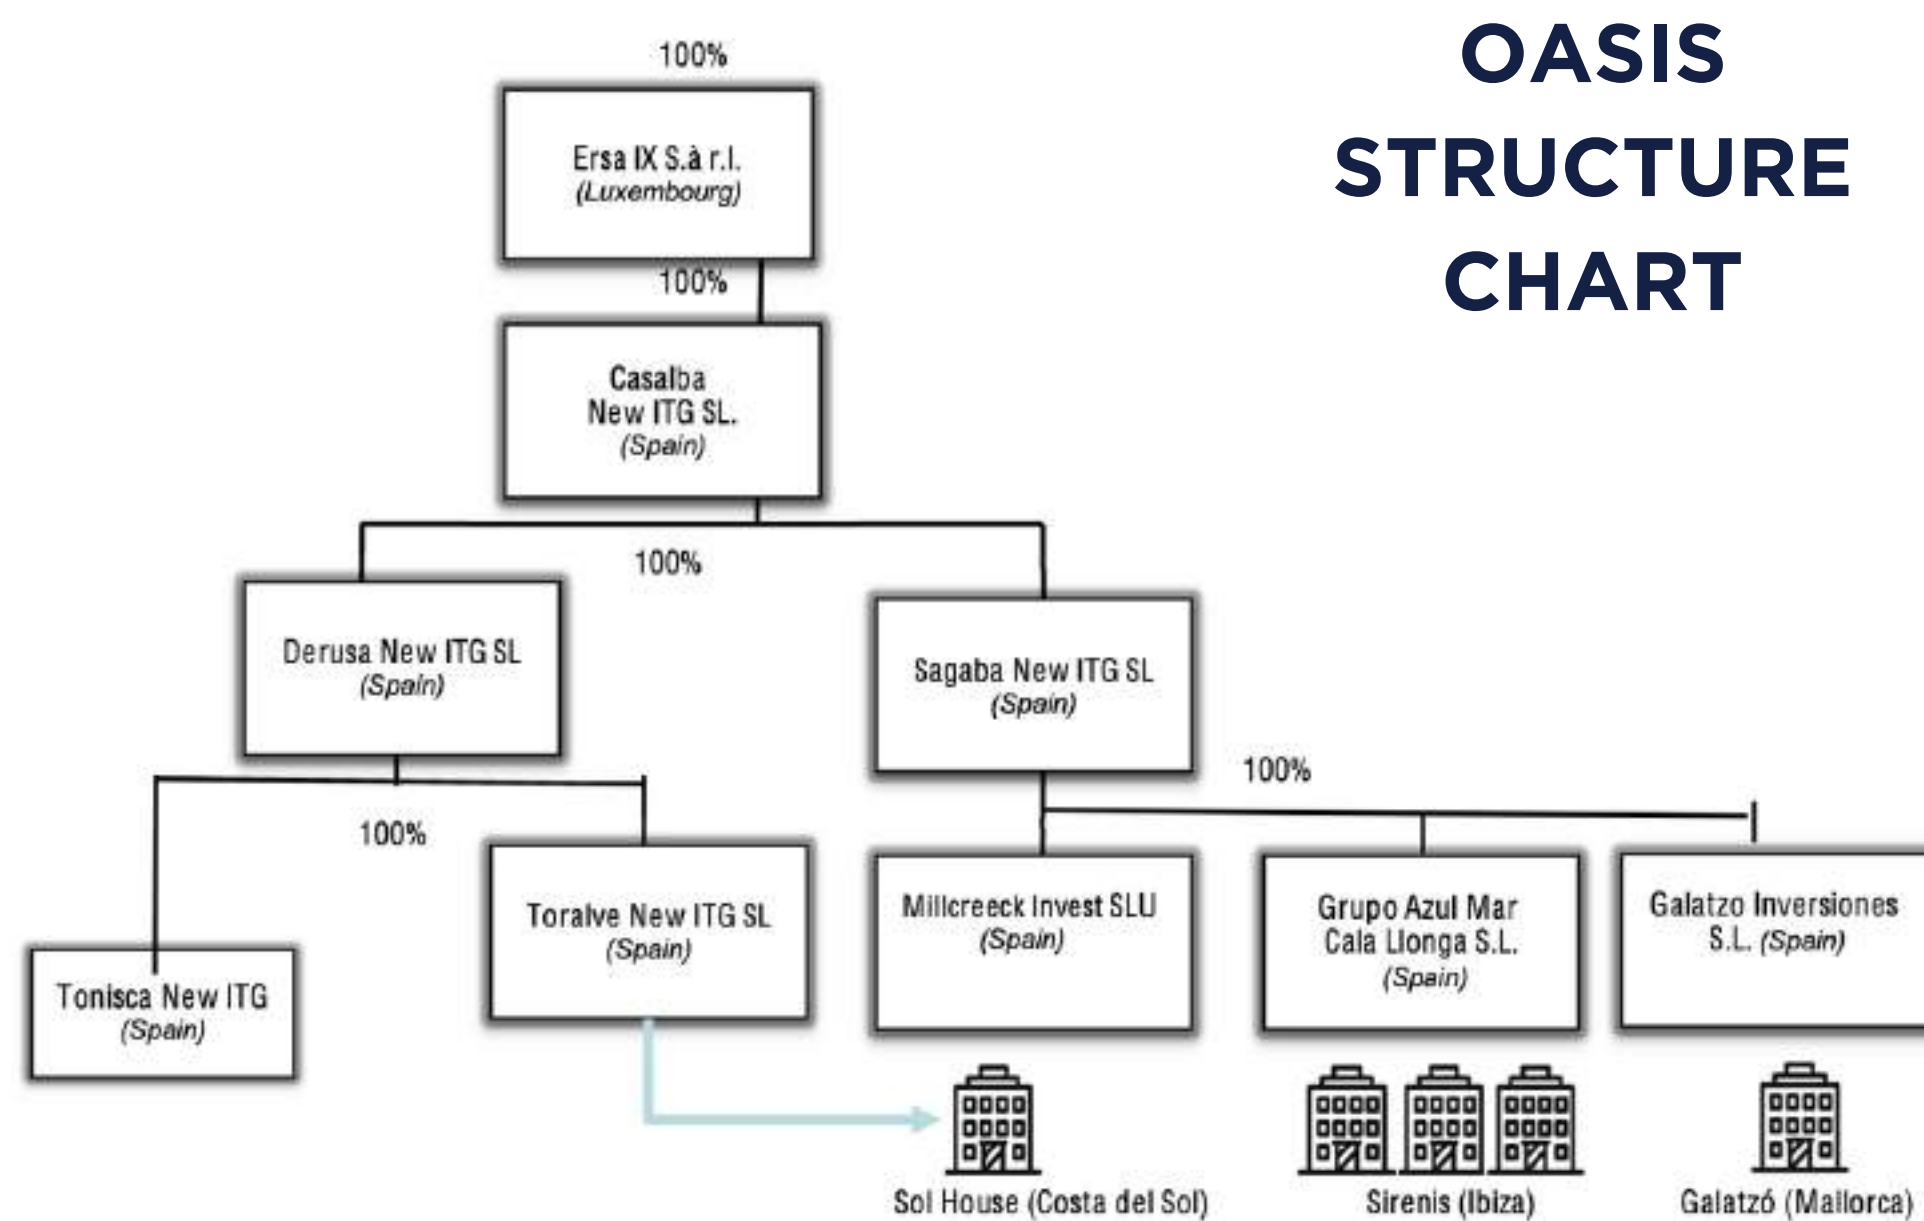 OASIS
STRUCTURE
CHART
100%
Ersa IX S.à r.l.
(Luxembourg)
100%
Casalba
New ITG SL.
(Spain)
100%
Derusa New ITG SL
(Spain)
Sagaba New ITG SL
(Spain)
100%
100%
Tonisca New ITG
(Spain)
Toralve New ITG SL
(Spain)
Millcreeck Invest SLU
(Spain)
Grupo Azul Mar
Cala Llonga S.L.
(Spain)
Galatzo Inversiones
S.L. (Spain)
Sol House (Costa del Sol)
Sirenis (Ibiza)
Galatzó (Mallorca)